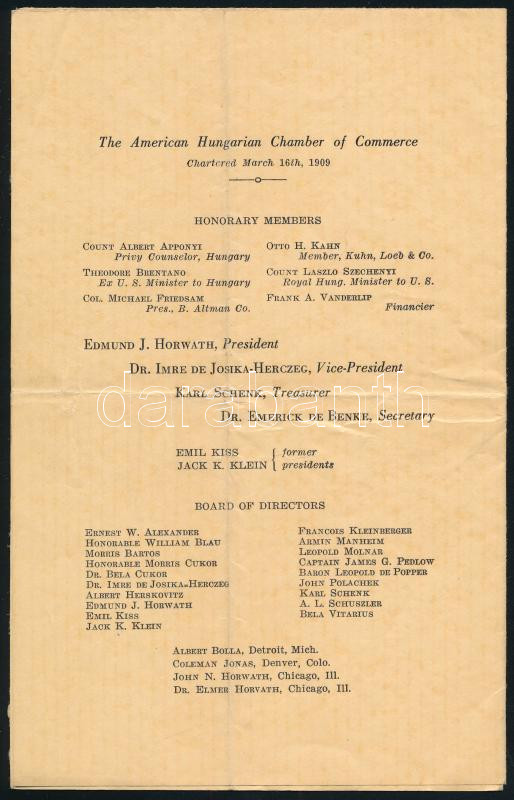 The American Hungarian Chamber of Commerce
Chartered March 16th, 1909
HONORARY MEMBERS
COUNT ALBERT APPONYI
Privy Counselor, Hungary
THEODORE BRENTANO
Ex U. S. Minister to Hungary
COL. MICHAEL FRIEDSAM
Pres., B. Altman Co.
OTTO H. KAHN
Member, Kuhn, Loeb & Co.
COUNT LASZLO SZECHENYI
Royal Hung. Minister to U. S.
FRANK A. VANDERLIP
Financier
EDMUND J. HORWATH, President
DR. IMRE DE JOSIKA-HERCZEG, Vice-President
KARL SCHENK, Treasurer
DR. EMERICK DE BENKE, Secretary
EMIL KISS
JACK K. KLEIN
former
presidents
darabanth
BOARD OF DIRECTORS
ERNEST W. ALEXANDER
HONORABLE WILLIAM BLAU
MORRIS BARTOS
HONORABLE MORRIS CUKOR
DR. BELA CUKOR
DR. IMRE DE JOSIKA-HERCZEG
ALBERT HERSKOVITZ
EDMUND J. HORWATH
EMIL KISS
JACK K. KLEIN
FRANCOIS KLEINBERGER
ARMIN MANHEIM
LEOPOLD MOLNAR
CAPTAIN JAMES G. PEDLOW
BARON LEOPOLD DE POPPER
JOHN POLACHEK
KARL SCHENK
A. L. SCHUSZLER
BELA VITARIUS
ALBERT BOLLA, Detroit, Mich.
COLEMAN JONAS, Denver, Colo.
JOHN N. HORWATH, Chicago, Ill.
DR. ELMER HORVATH, Chicago, Ill.